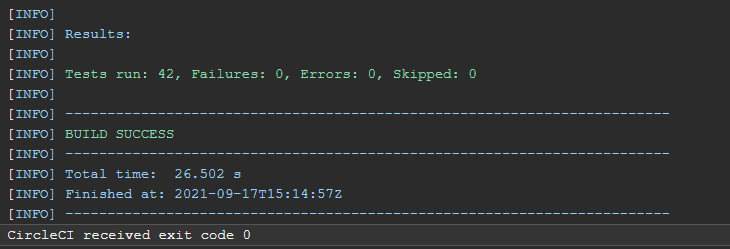 [INFO]
[INFO] Results:
[INFO]
[INFO] Tests run: 42, Failures: 0, Errors: 0, Skipped: 0
[INFO]
[INFO] ------------------------------------------------------------------------
[INFO] BUILD SUCCESS
[INFO] ------------------------------------------------------------------------
[INFO] Total time:  26.502 s
[INFO] Finished at: 2021-09-17T15:14:57Z
[INFO] ------------------------------------------------------------------------
CircleCI received exit code 0